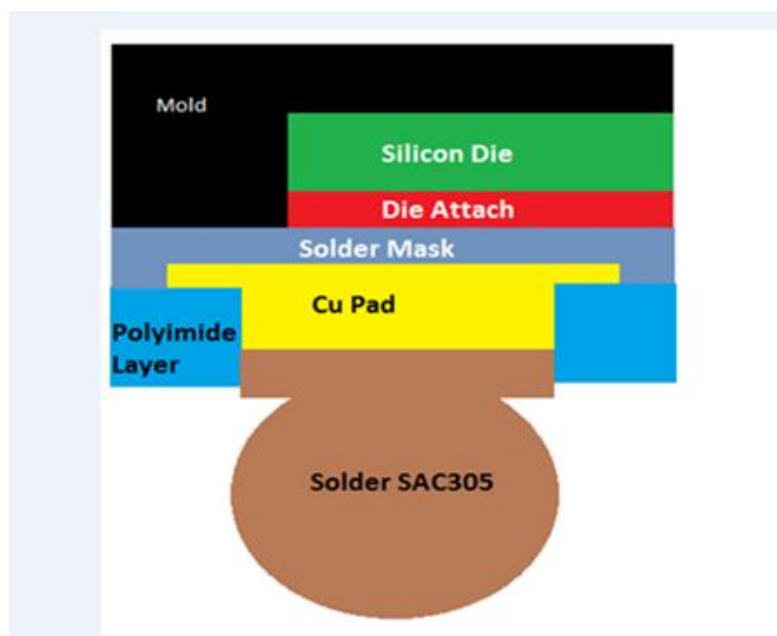 Mold
Silicon Die
Die Attach
Solder Mask
Cu Pad
Polyimide
Layer
Solder SAC305